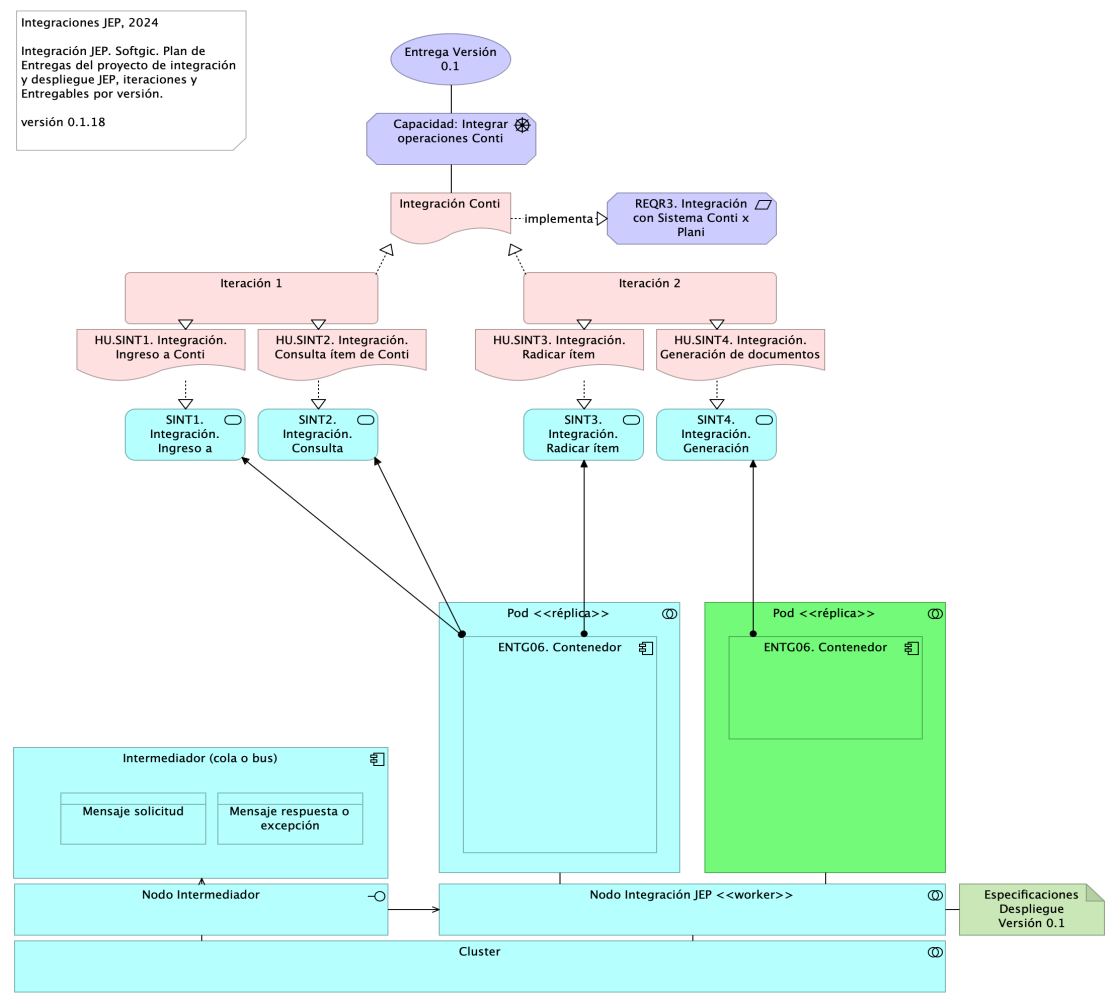 Integraciones JEP, 2024
Integración JEP. Softgic. Plan de
Entregas del proyecto de integración
y despliegue JEP, iteraciones y
Entregables por versión.
versión 0.1.18
Entrega Versión
0.1
Capacidad: Integrar
operaciones Conti
Integración Conti
implementa
REQR3. Integración
con Sistema Conti x
Plani
Iteración 1
Iteración 2
HU.SINT1. Integración.
Ingreso a Conti
HU.SINT2. Integración.
Consulta ítem de Conti
HU.SINT3. Integración.
Radicar ítem
HU.SINT4. Integración.
Generación de documentos
SINT1.
Integración.
Ingreso a
SINT2.
Integración.
Consulta
SINT3.
Integración.
Radicar ítem
SINT4.
Integración.
Generación
Pod <<réplica>>
ENTG06. Contenedor
Pod <<réplica>>
ENTG06. Contenedor
Intermediador (cola o bus)
Mensaje solicitud
Mensaje respuesta o
excepción
Nodo Intermediador
Nodo Integración JEP <<worker>>
Especificaciones
Despliegue
Versión 0.1
Cluster